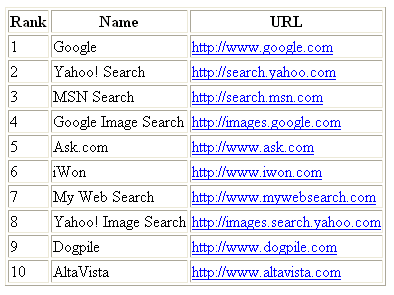 Rank Name URL
1 Google http://www.google.com
2 Yahoo! Search http://search.yahoo.com
3 MSN Search http://search.msn.com
4 Google Image Search http://images.google.com
5 Ask.com http://www.ask.com
6 iWon http://www.iwon.com
7 My Web Search http://www.mywebsearch.com
8 Yahoo! Image Search http://images.search.yahoo.com
9 Dogpile http://www.dogpile.com
10 AltaVista http://www.altavista.com